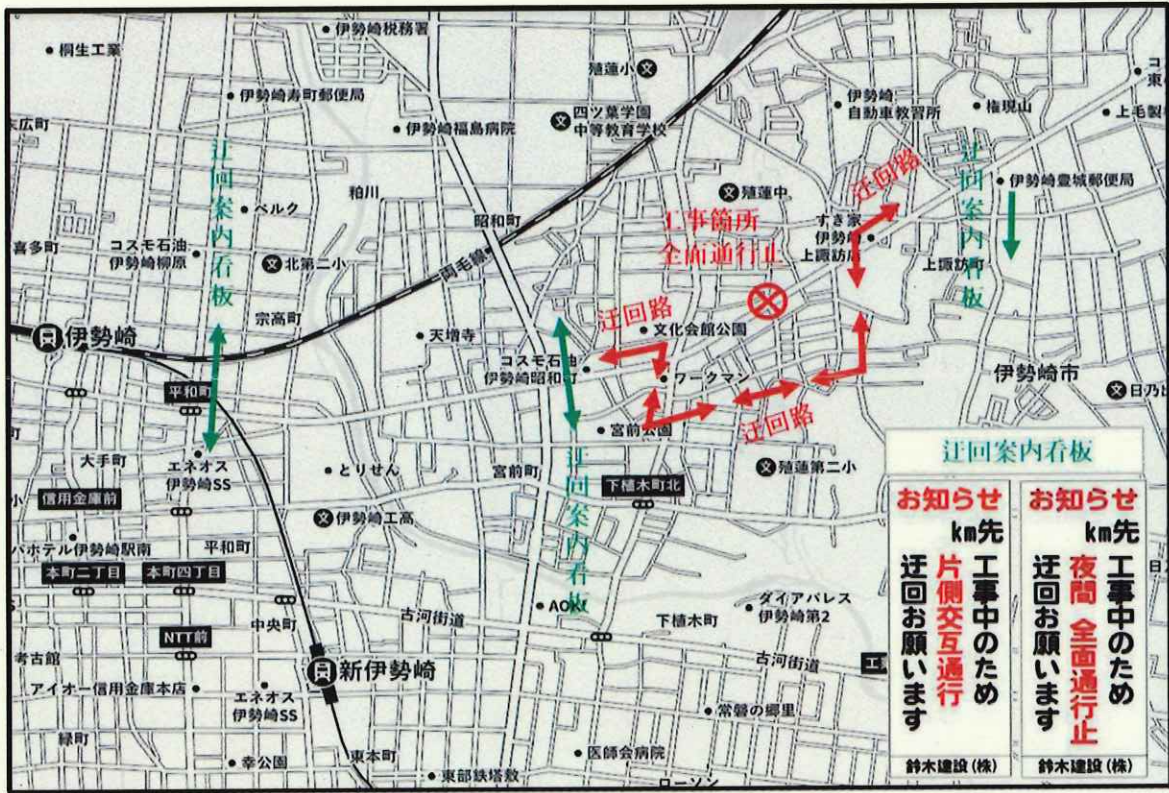 伊勢崎税務署
桐生工業
殖蓮小
コ
東
伊勢崎寿町郵便局
末広町
伊勢崎福島病院
四ツ葉学園
中等教育学校
伊勢崎
自動車教習所
権現山
上毛製
迂回案内看板
粕川
殖蓮中
迂回路
迂回案内看板
伊勢崎豊城郵便局
ベルク
昭和町
工事箇所
全面通行止
すき家
伊勢崎
上諏訪店
上諏訪町
喜多町
コスモ石油
伊勢崎柳原
北第二小
両毛線
宗高町
伊勢崎
天増寺
迂回路
文化会館公園
コスモ石油
伊勢崎昭和町
ワークマン
伊勢崎市
日乃出
平和町
迂回路
宮前公園
大手町
エネオス
伊勢崎SS
とりせん
宮前町
迂回案内看板
下植木町北
殖蓮第二小
小
信用金庫前
伊勢崎工高
パホテル伊勢崎駅南
平和町
本町二丁目
本町四丁目
古河街道
AOKI
ダイアパレス
伊勢崎第2
下植木町
中央町
NTT前
考古館
新伊勢崎
古河街道
工
アイオー信用金庫本店
エネオス
伊勢崎SS
常磐の郷里
緑町
幸公園
東本町
医師会病院
東部鉄塔敷
ローソン
迂回案内看板
お知らせ
km先
工事中のため
片側交互通行
迂回お願います
鈴木建設(株)
お知らせ
km先
工事中のため
夜間 全面通行止
迂回お願います
鈴木建設(株)